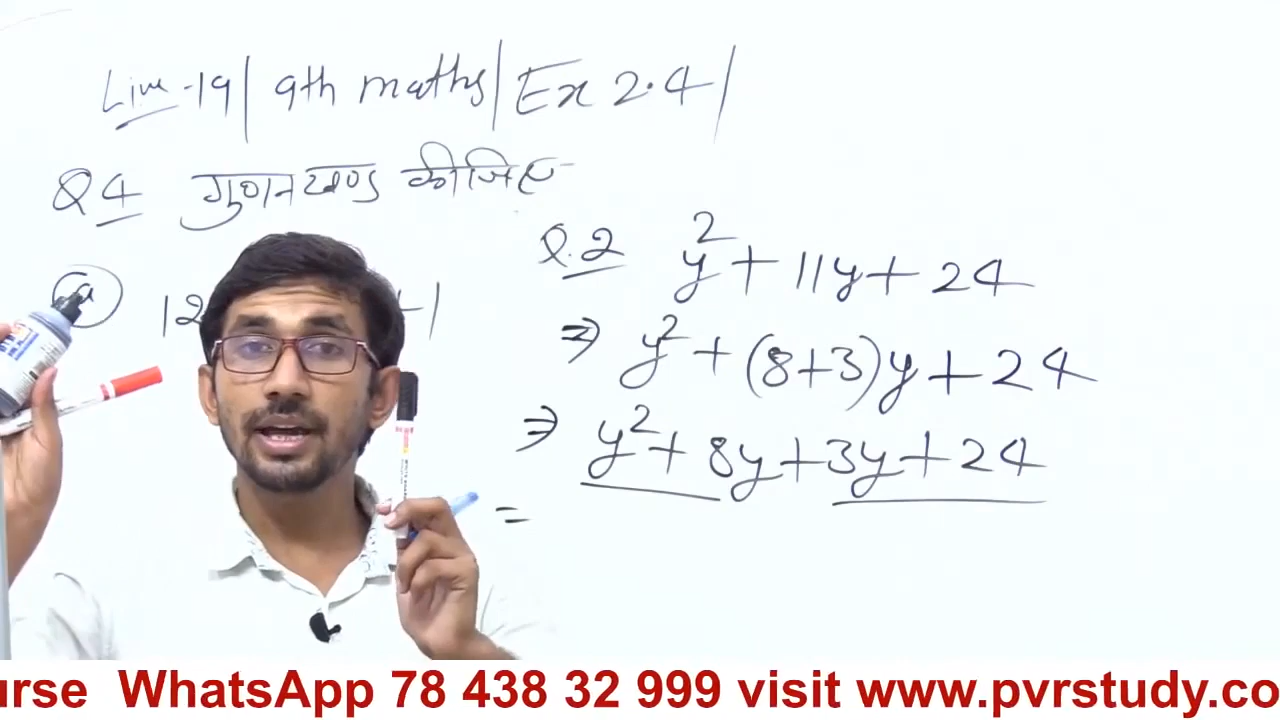 Live-19 | 9th maths | Ex 2.4 |
Q4 गुणनखण्ड कीजिए
a 12
Q.2 y² + 11y + 24
⇒ y² + (8+3)y + 24
⇒ y² + 8y + 3y + 24
=
urse WhatsApp 78 438 32 999 visit www.pvrstudy.co